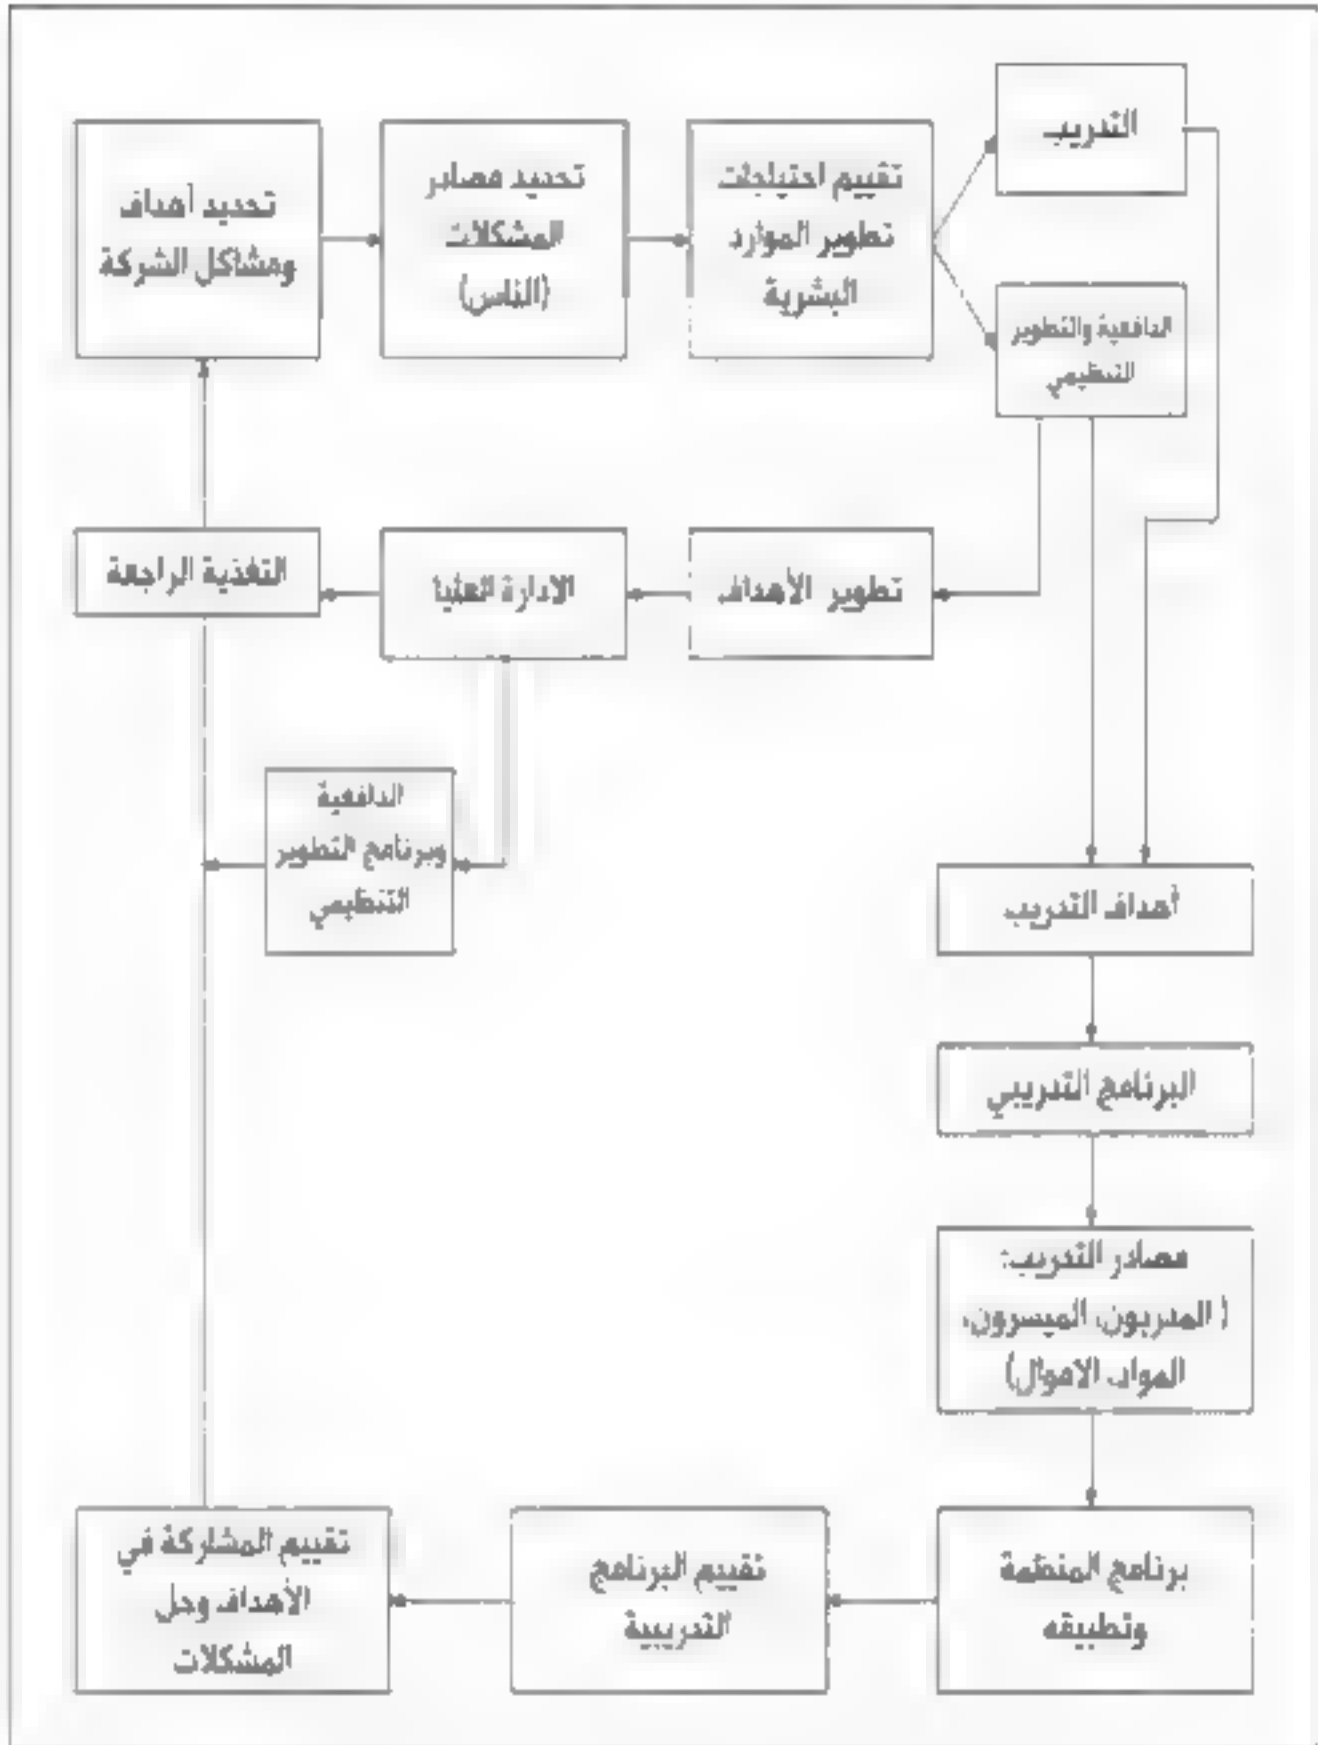 تحديد أهداف
ومشاكل الشركة
تحديد مصادر
المشكلات
(الناس)
تقييم احتياجات
تطوير الموارد
البشرية
التدريب
الدافعية والتطوير
التنظيمي
التغذية الراجعة
الادارة العليا
تطوير الأهداف
الدافعية
وبرنامج التطوير
التنظيمي
أهداف التدريب
البرنامج التدريبي
مصادر التدريب:
( المدربون، الميسرون،
المواد، الاموال)
برنامج المنظمة
وتطبيقه
تقييم البرنامج
التدريبية
تقييم المشاركة في
الأهداف وحل
المشكلات